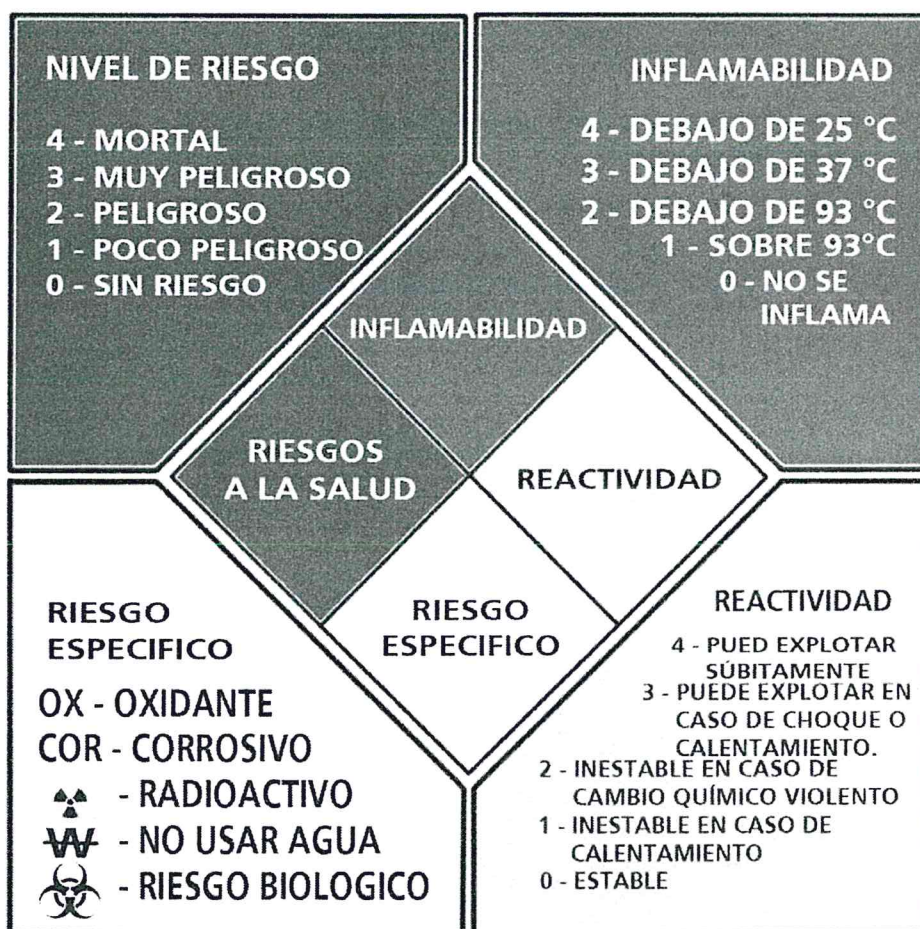 NIVEL DE RIESGO
4 - MORTAL
3 - MUY PELIGROSO
2 - PELIGROSO
1 - POCO PELIGROSO
0 - SIN RIESGO
INFLAMABILIDAD
4 - DEBAJO DE 25 °C
3 - DEBAJO DE 37 °C
2 - DEBAJO DE 93 °C
1 - SOBRE 93°C
0 - NO SE
INFLAMA
INFLAMABILIDAD
RIESGOS
A LA SALUD
REACTIVIDAD
RIESGO
ESPECIFICO
RIESGO
ESPECIFICO
OX - OXIDANTE
COR - CORROSIVO
- RADIOACTIVO
W - NO USAR AGUA
- RIESGO BIOLOGICO
REACTIVIDAD
4 - PUED EXPLOTAR
SÚBITAMENTE
3 - PUEDE EXPLOTAR EN
CASO DE CHOQUE O
CALENTAMIENTO.
2 - INESTABLE EN CASO DE
CAMBIO QUÍMICO VIOLENTO
1 - INESTABLE EN CASO DE
CALENTAMIENTO
0 - ESTABLE